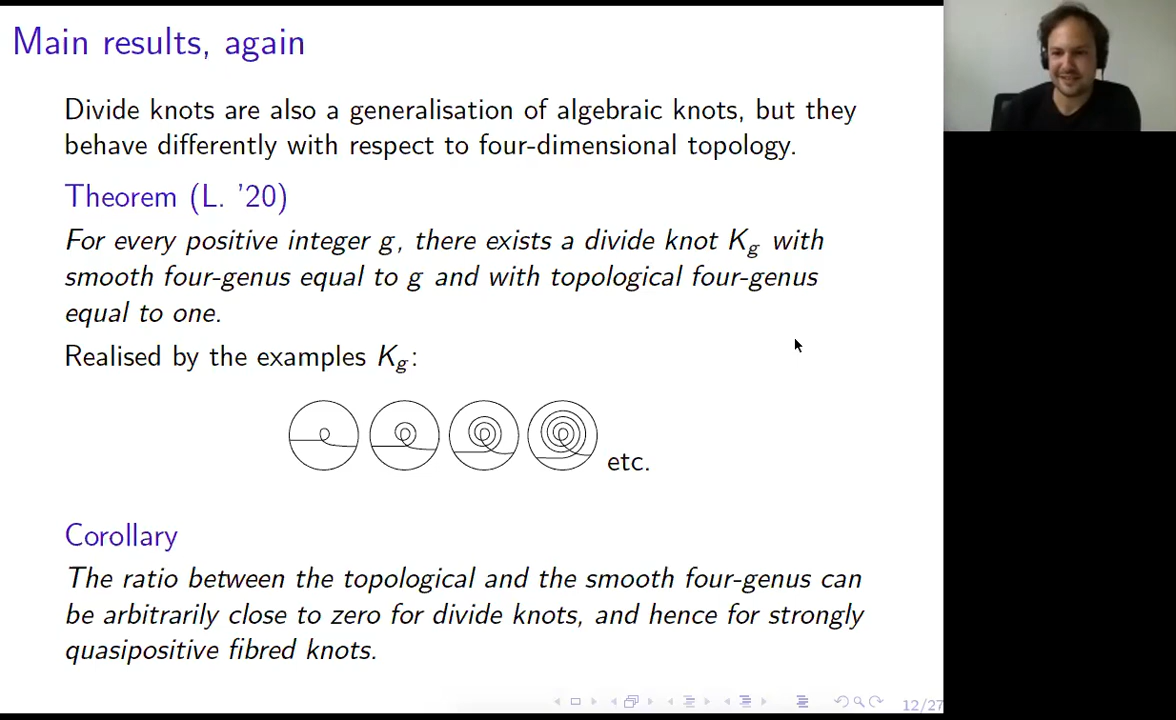 Main results, again
Divide knots are also a generalisation of algebraic knots, but they
behave differently with respect to four-dimensional topology.
Theorem (L. '20)
For every positive integer g, there exists a divide knot K_g with
smooth four-genus equal to g and with topological four-genus
equal to one.
Realised by the examples K_g:
etc.
Corollary
The ratio between the topological and the smooth four-genus can
be arbitrarily close to zero for divide knots, and hence for strongly
quasipositive fibred knots.
12/27